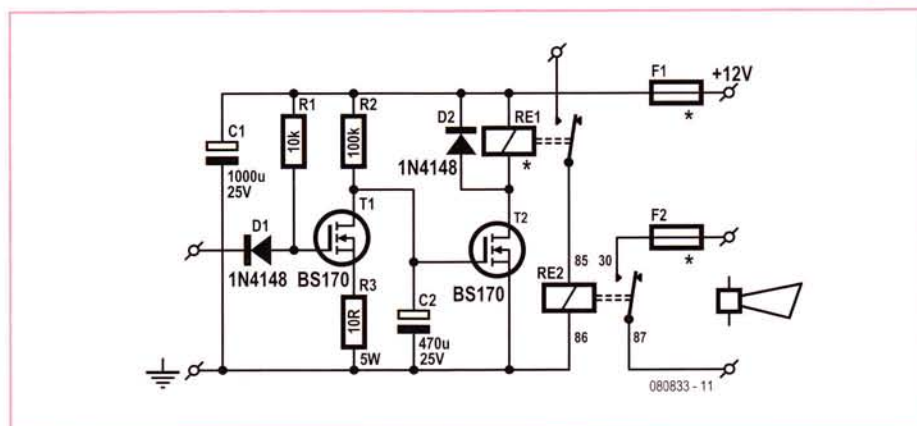 F1
+12V
R1
R2
D2
RE1
*
C1
10k
100k
1N4148
*
1000u
25V
T1
T2
F2
D1
*
1N4148
BS170
R3
BS170
RE2
85
30
C2
10R
470u
25V
86
87
5W
080833 - 11